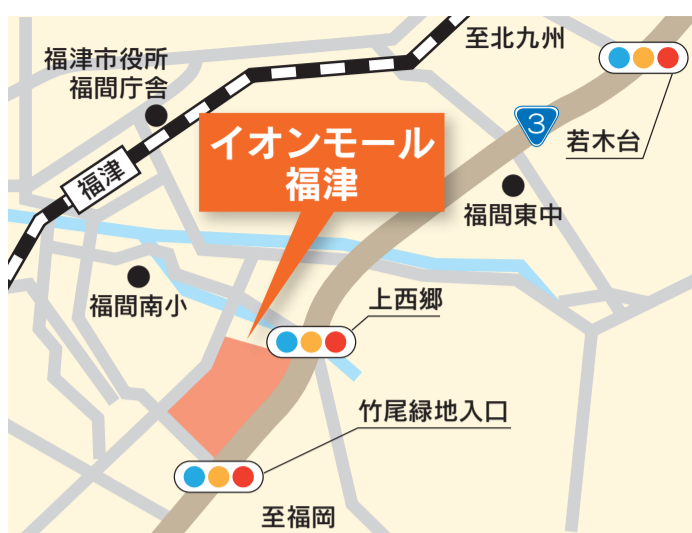 至北九州
福津市役所
福間庁舎
3
若木台
イオンモール
福津
福津
福間東中
福間南小
上西郷
竹尾緑地入口
至福岡